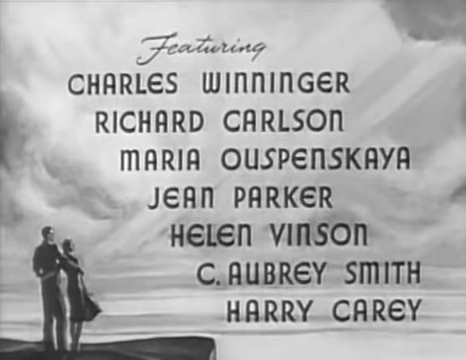 Featuring
CHARLES WINNINGER
RICHARD CARLSON
MARIA OUSPENSKAYA
JEAN PARKER
HELEN VINSON
C. AUBREY SMITH
HARRY CAREY